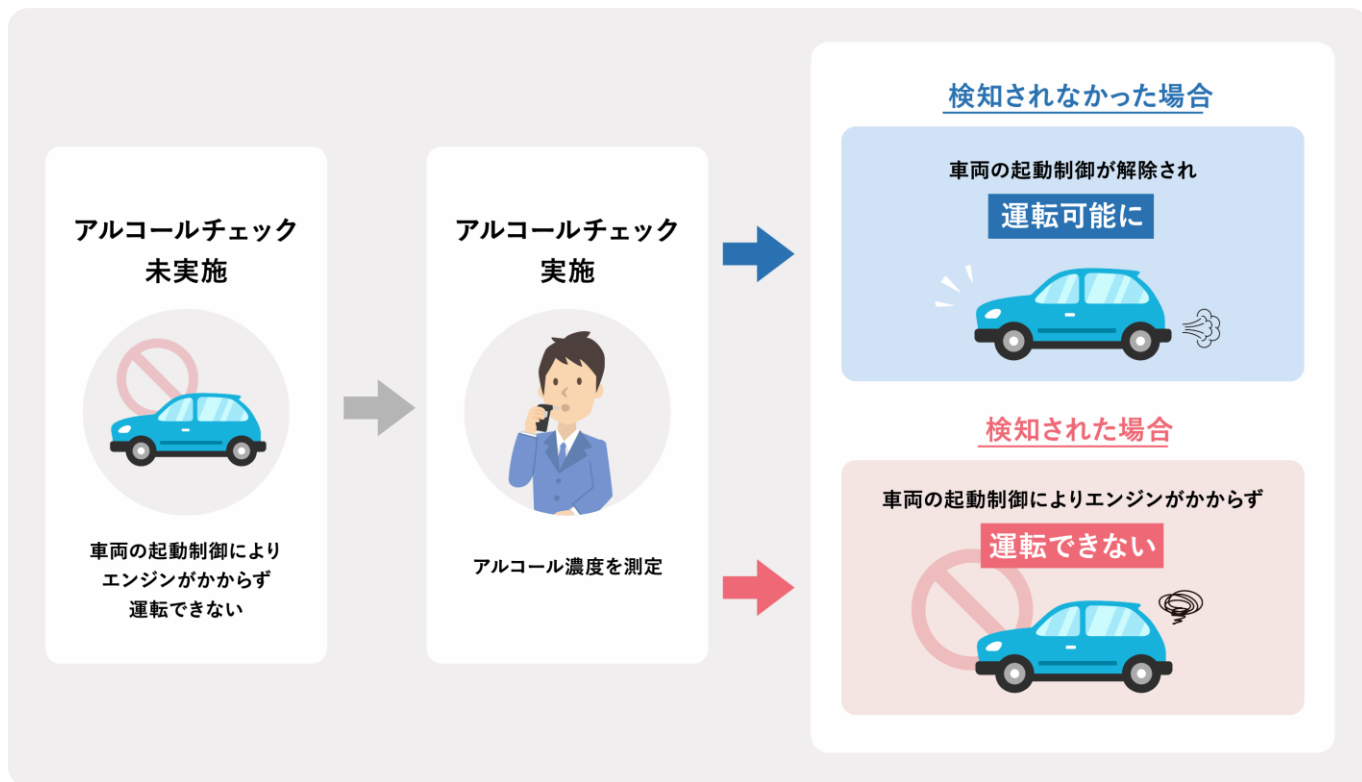 アルコールチェック
未実施
車両の起動制御により
エンジンがかからず
運転できない
アルコールチェック
実施
アルコール濃度を測定
検知されなかった場合
車両の起動制御が解除され
運転可能に
検知された場合
車両の起動制御によりエンジンがかからず
運転できない